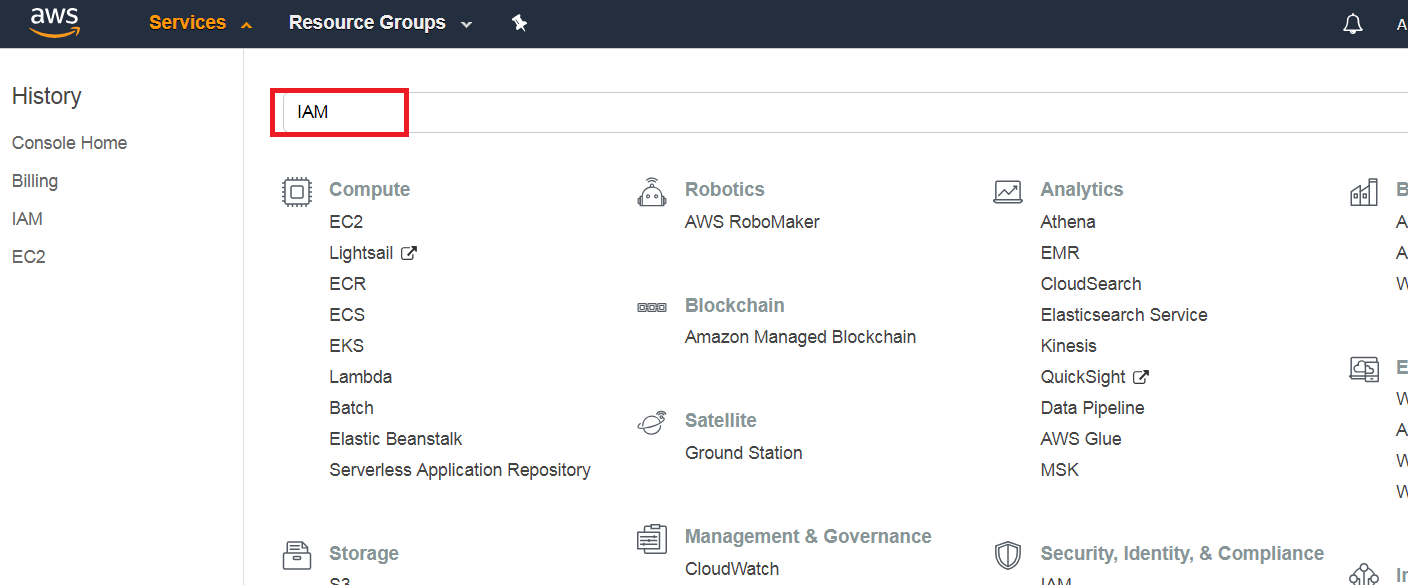 aws Services Resource Groups A
History
Console Home
Billing
IAM
EC2
IAM
Compute
EC2
Lightsail
ECR
ECS
EKS
Lambda
Batch
Elastic Beanstalk
Serverless Application Repository
Storage
S3
Robotics
AWS RoboMaker
Blockchain
Amazon Managed Blockchain
Satellite
Ground Station
Management & Governance
CloudWatch
Analytics
Athena
EMR
CloudSearch
Elasticsearch Service
Kinesis
QuickSight
Data Pipeline
AWS Glue
MSK
Security, Identity, & Compliance
IAM
B
A
A
W
E
W
A
W
W
In